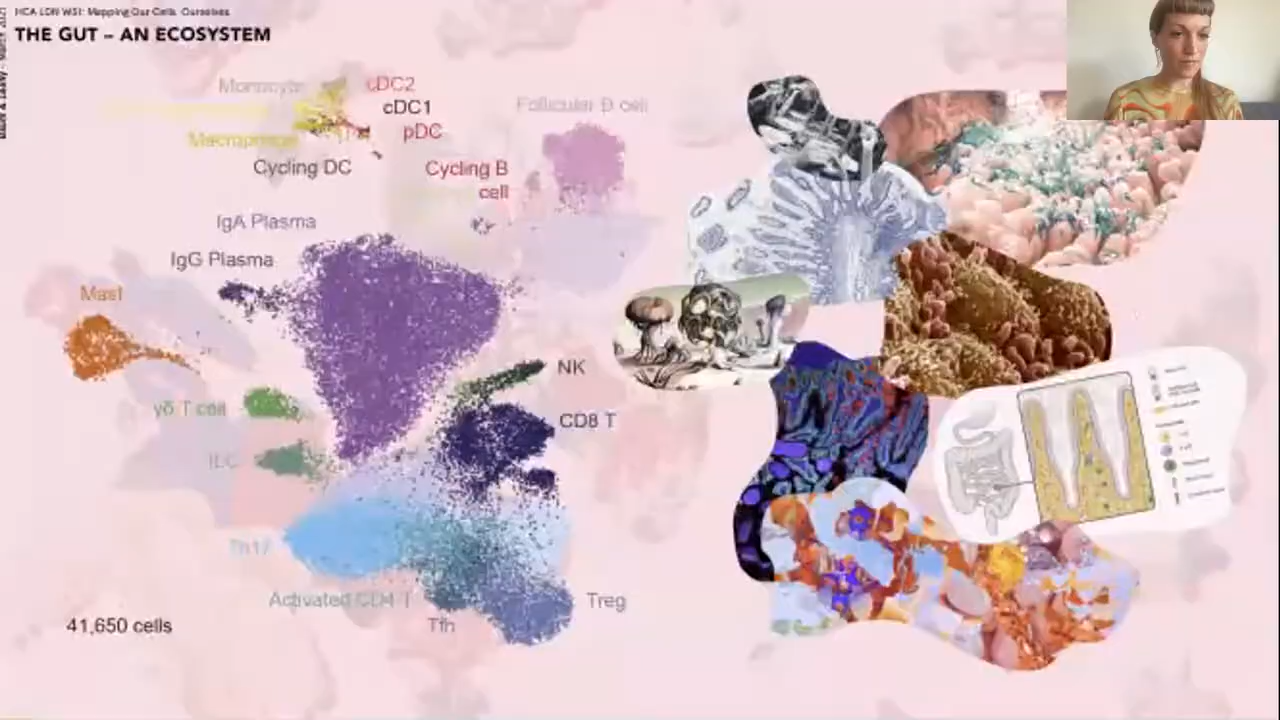 HCA LDN WS1: Mapping Our Cells. Ourselves
THE GUT – AN ECOSYSTEM
Monocyte
cDC2
cDC1
Macrophage
pDC
Cycling DC
Follicular B cell
Cycling B
cell
IgA Plasma
IgG Plasma
Mast
NK
γδ T cell
CD8 T
ILC
Th17
Activated CD4 T
Treg
Tfh
41,650 cells